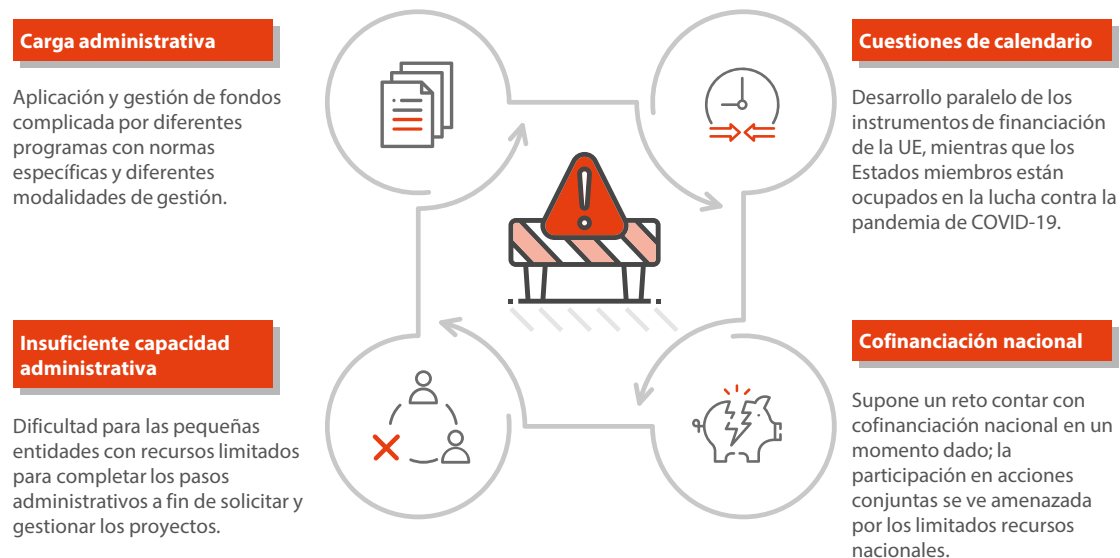 Carga administrativa
Aplicación y gestión de fondos
complicada por diferentes
programas con normas
específicas y diferentes
modalidades de gestión.
Cuestiones de calendario
Desarrollo paralelo de los
instrumentos de financiación
de la UE, mientras que los
Estados miembros están
ocupados en la lucha contra la
pandemia de COVID-19.
Insuficiente capacidad
administrativa
Dificultad para las pequeñas
entidades con recursos limitados
para completar los pasos
administrativos a fin de solicitar y
gestionar los proyectos.
Cofinanciación nacional
Supone un reto contar con
cofinanciación nacional en un
momento dado; la
participación en acciones
conjuntas se ve amenazada
por los limitados recursos
nacionales.